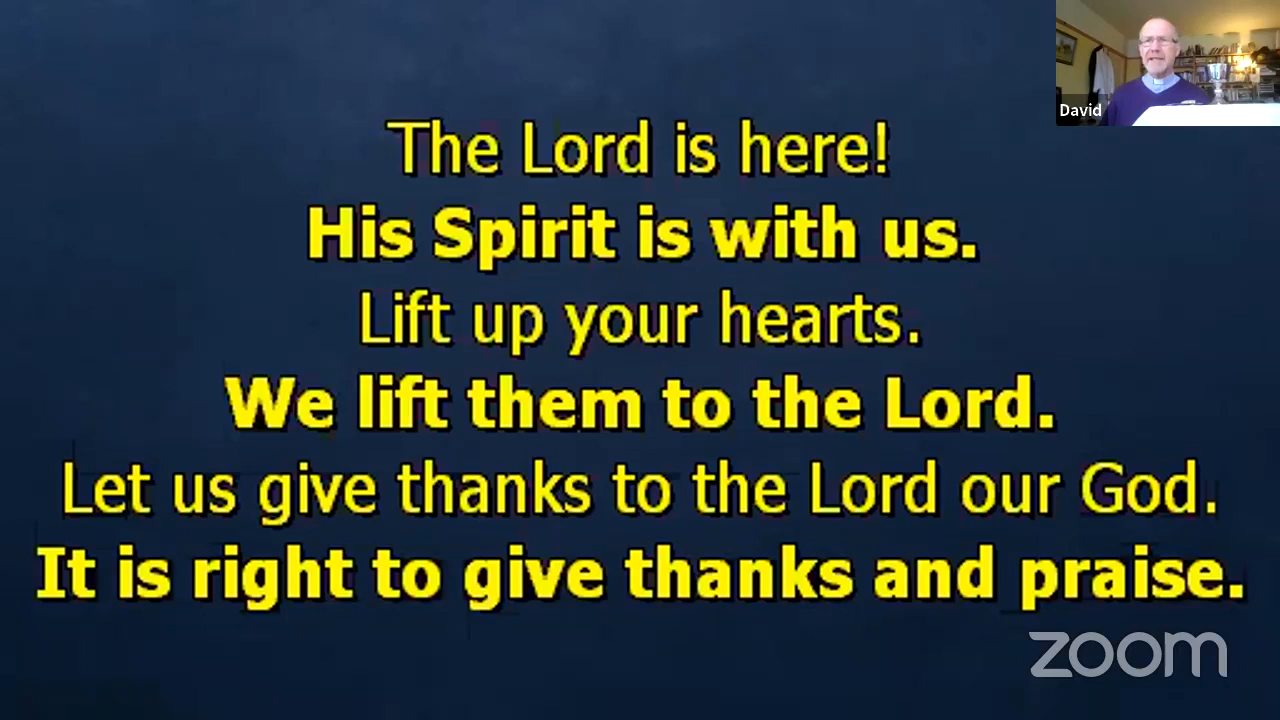 David
The Lord is here!
His Spirit is with us.
Lift up your hearts.
We lift them to the Lord.
Let us give thanks to the Lord our God.
It is right to give thanks and praise.
zoom